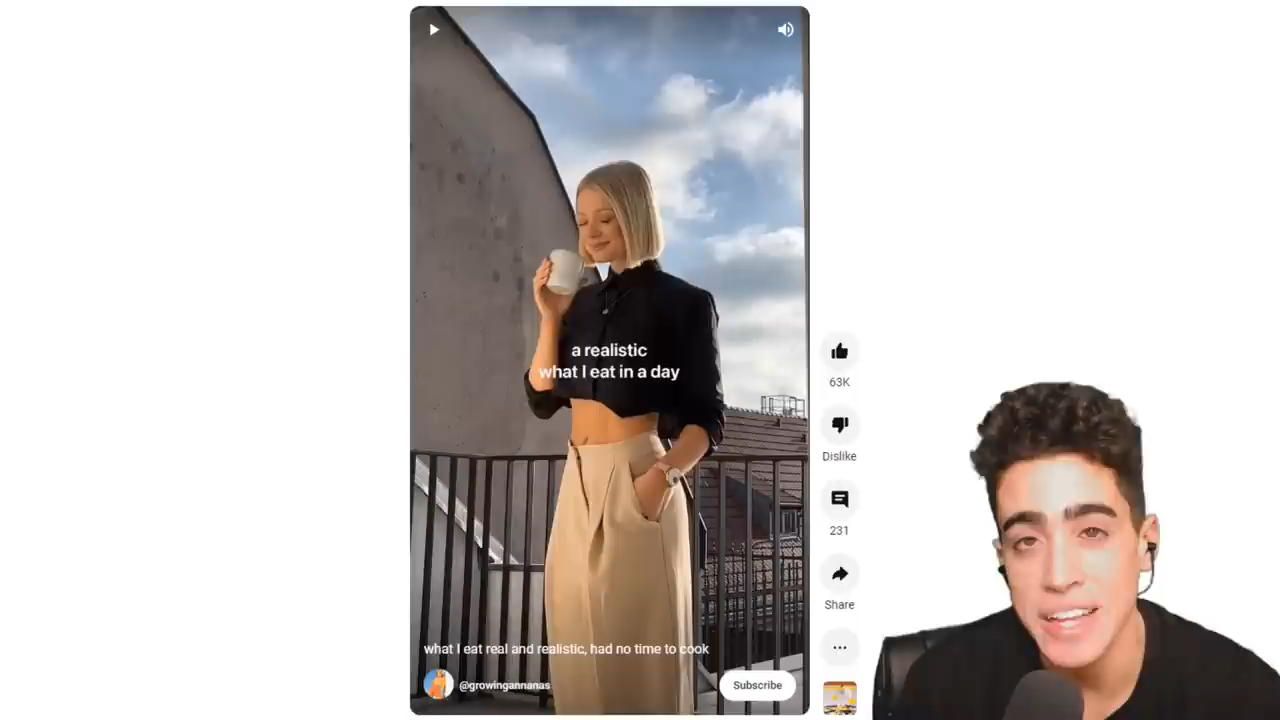 a realistic
what I eat in a day
63K
Dislike
231
Share
what I eat real and realistic, had no time to cook
@growingannanas
Subscribe